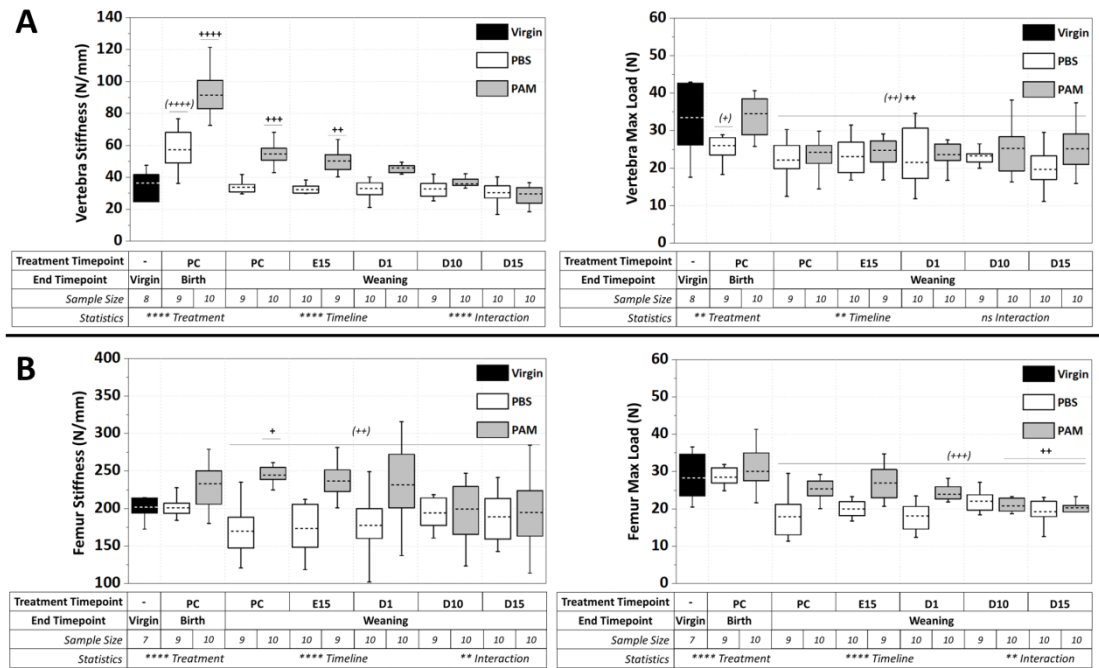 A
Vertebra Stiffness (N/mm)
140
120
100
80
60
40
20
0
(++++)
++++
+++
++
Virgin
PBS
PAM
Treatment Timepoint - PC PC E15 D1 D10 D15
End Timepoint Virgin Birth Weaning
Sample Size 8 9 10 9 10 10 9 10 10 9 10 10 10
Statistics **** Treatment **** Timeline **** Interaction
Vertebra Max Load (N)
60
50
40
30
20
10
0
(+)
(++) ++
Virgin
PBS
PAM
- PC PC E15 D1 D10 D15
Virgin Birth Weaning
8 9 10 9 10 10 9 10 10 9 10 10 10
** Treatment ** Timeline ns Interaction
B
Femur Stiffness (N/mm)
400
350
300
250
200
150
100
+
(++)
Virgin
PBS
PAM
Treatment Timepoint - PC PC E15 D1 D10 D15
End Timepoint Virgin Birth Weaning
Sample Size 7 9 10 9 10 10 9 10 10 9 10 10 10
Statistics **** Treatment **** Timeline ** Interaction
Femur Max Load (N)
60
50
40
30
20
10
0
(+++)
++
Virgin
PBS
PAM
Treatment Timepoint - PC PC E15 D1 D10 D15
End Timepoint Virgin Birth Weaning
Sample Size 7 9 10 9 10 10 9 10 10 9 10 10 10
Statistics **** Treatment **** Timeline ** Interaction